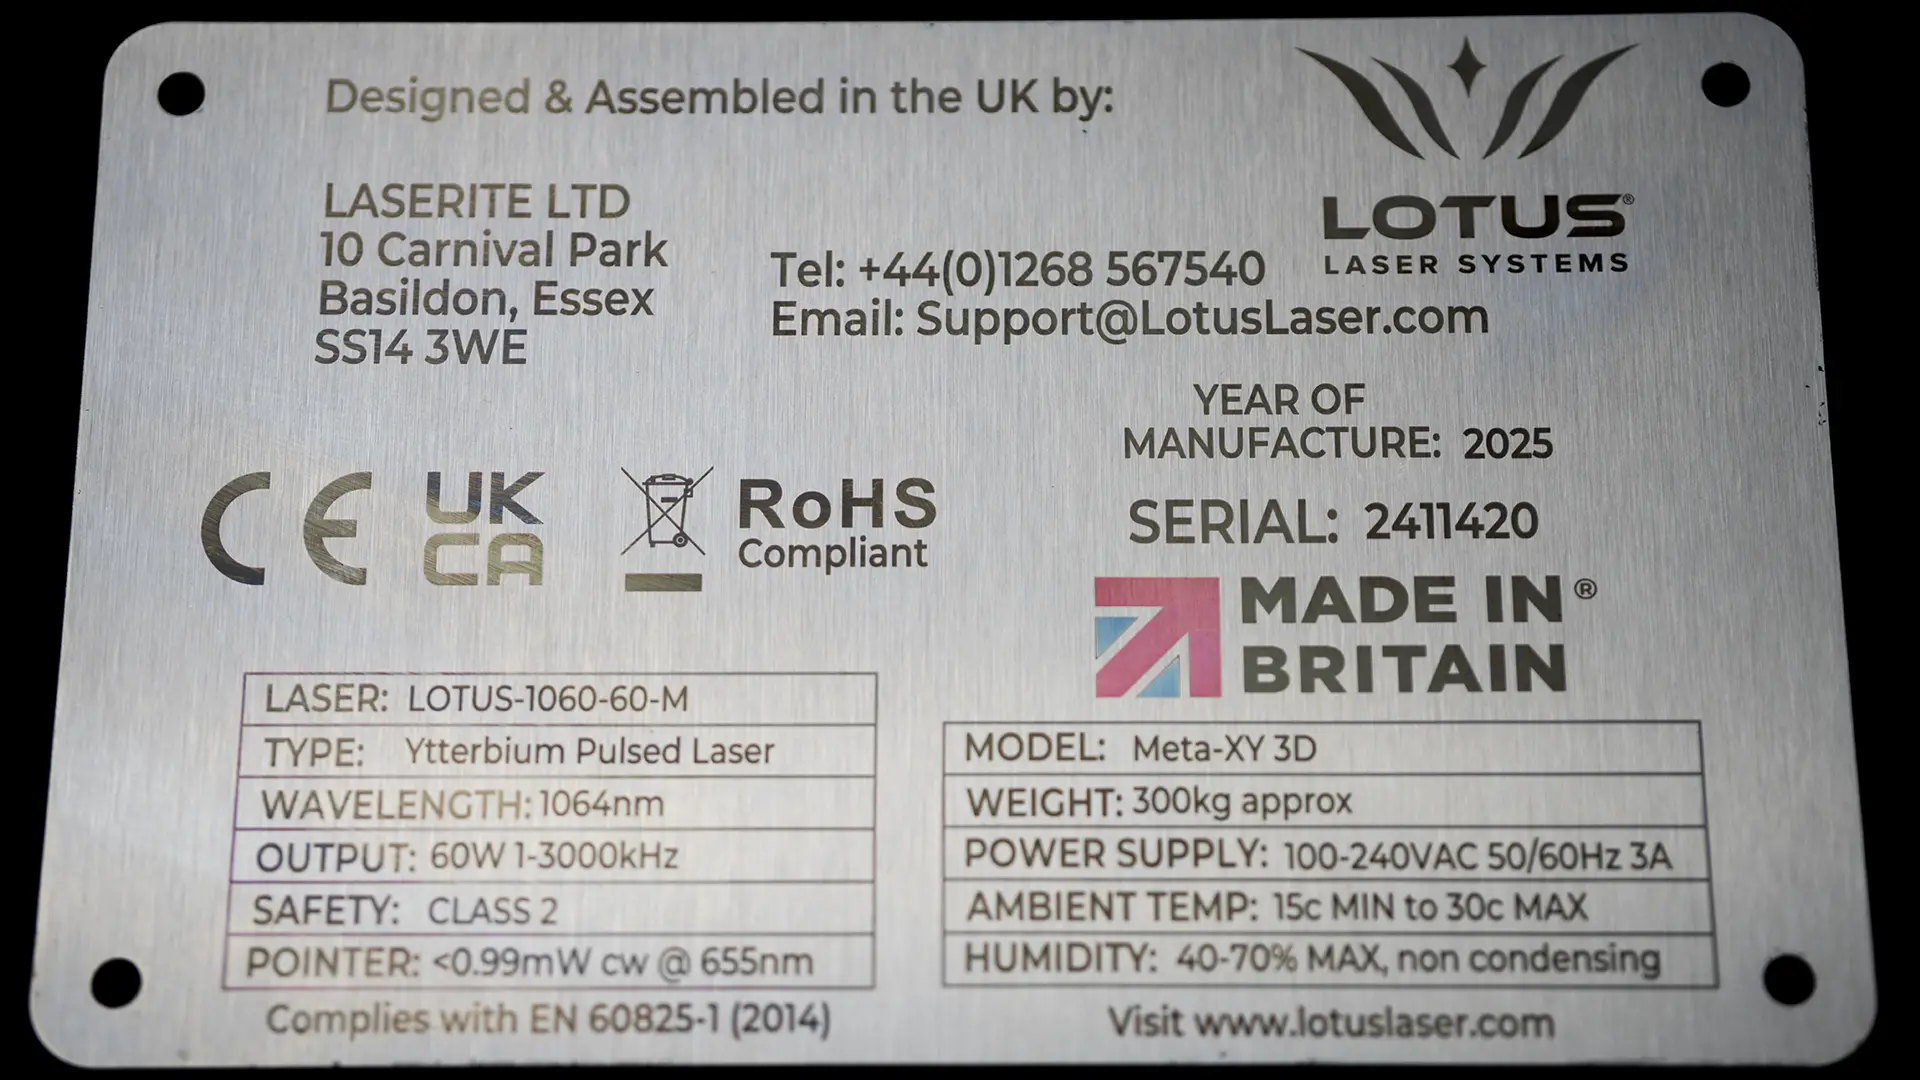 Designed & Assembled in the UK by:
LOTUS®
LASER SYSTEMS
LASERITE LTD
10 Carnival Park
Basildon, Essex
SS14 3WE
Tel: +44(0)1268 567540
Email: Support@LotusLaser.com
YEAR OF
MANUFACTURE: 2025
SERIAL: 2411420
CE
UK
CA
RoHS
Compliant
MADE IN®
BRITAIN
LASER: LOTUS-1060-60-M
TYPE: Ytterbium Pulsed Laser
WAVELENGTH: 1064nm
OUTPUT: 60W 1-3000kHz
SAFETY: CLASS 2
POINTER: <0.99mW cw @ 655nm
Complies with EN 60825-1 (2014)
MODEL: Meta-XY 3D
WEIGHT: 300kg approx
POWER SUPPLY: 100-240VAC 50/60Hz 3A
AMBIENT TEMP: 15c MIN to 30c MAX
HUMIDITY: 40-70% MAX, non condensing
Visit www.lotuslaser.com